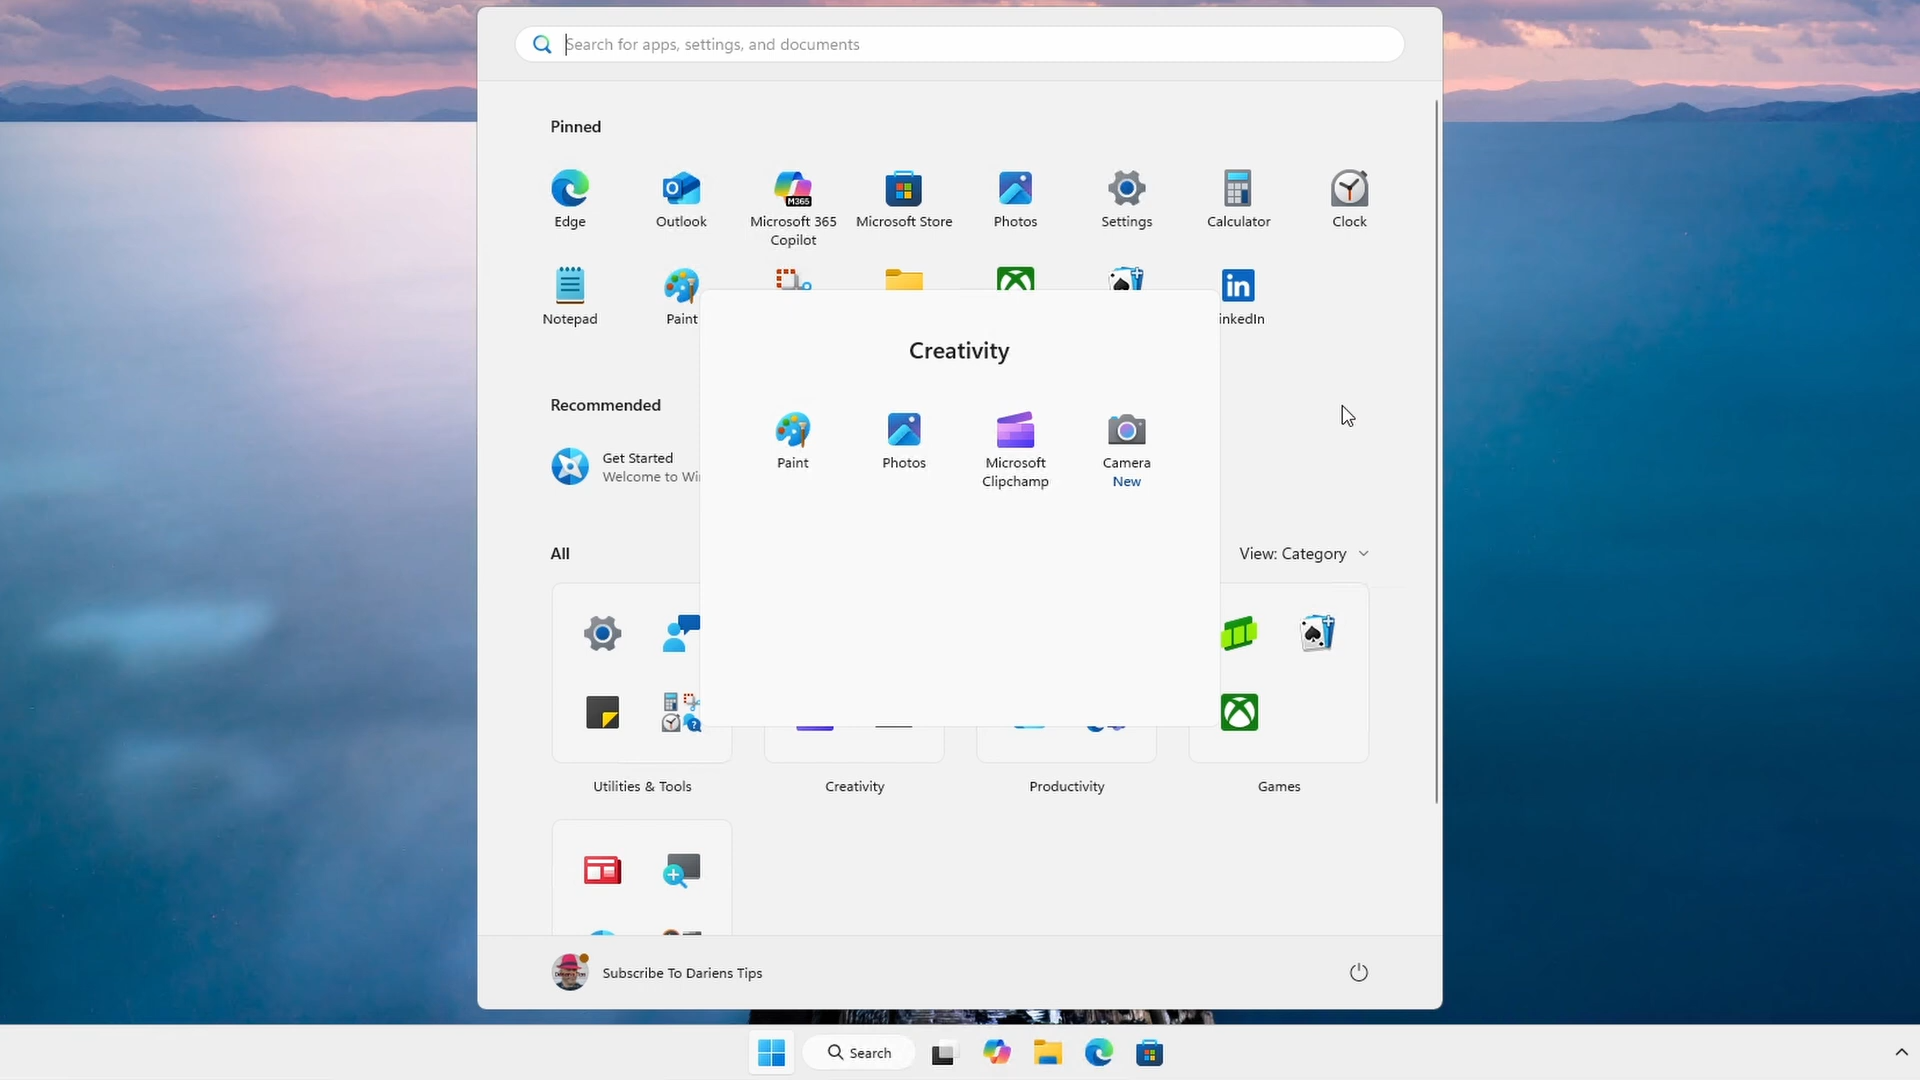 Search for apps, settings, and documents
Pinned
Edge
Outlook
Microsoft 365
Copilot
Microsoft Store
Photos
Settings
Calculator
Clock
Notepad
Paint
inkedIn
Creativity
Paint
Photos
Microsoft
Clipchamp
Camera
New
Recommended
Get Started
Welcome to Wi
All
View: Category
Utilities & Tools
Creativity
Productivity
Games
Subscribe To Dariens Tips
Search